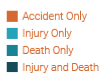 Accident Only
Injury Only
Death Only
Injury and Death